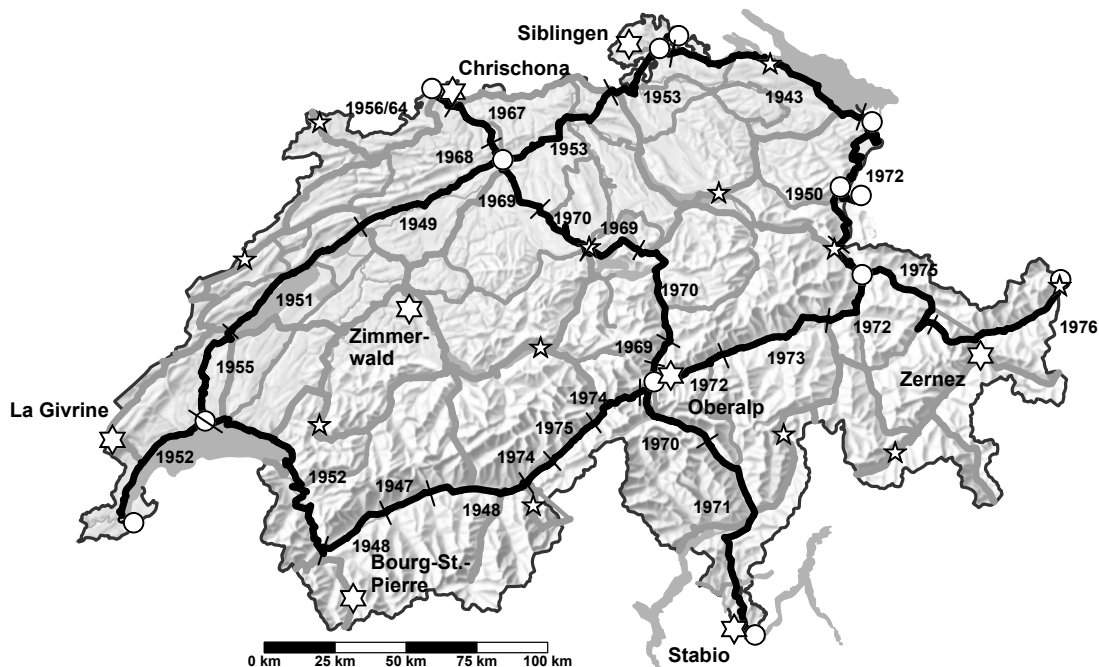 Siblingen
Chrischona
1956/64
1967
1953
1943
1968
1953
1972
1950
1969
1949
1970
1969
1975
1951
1970
1976
Zimmer-
wald
1955
1969
1972
1973
Zernez
1972
La Givrine
1974
Oberalp
1975
1970
1952
1974
1952
1947
1948
1971
1948
Bourg-St.-
Pierre
Stabio
0 km 25 km 50 km 75 km 100 km